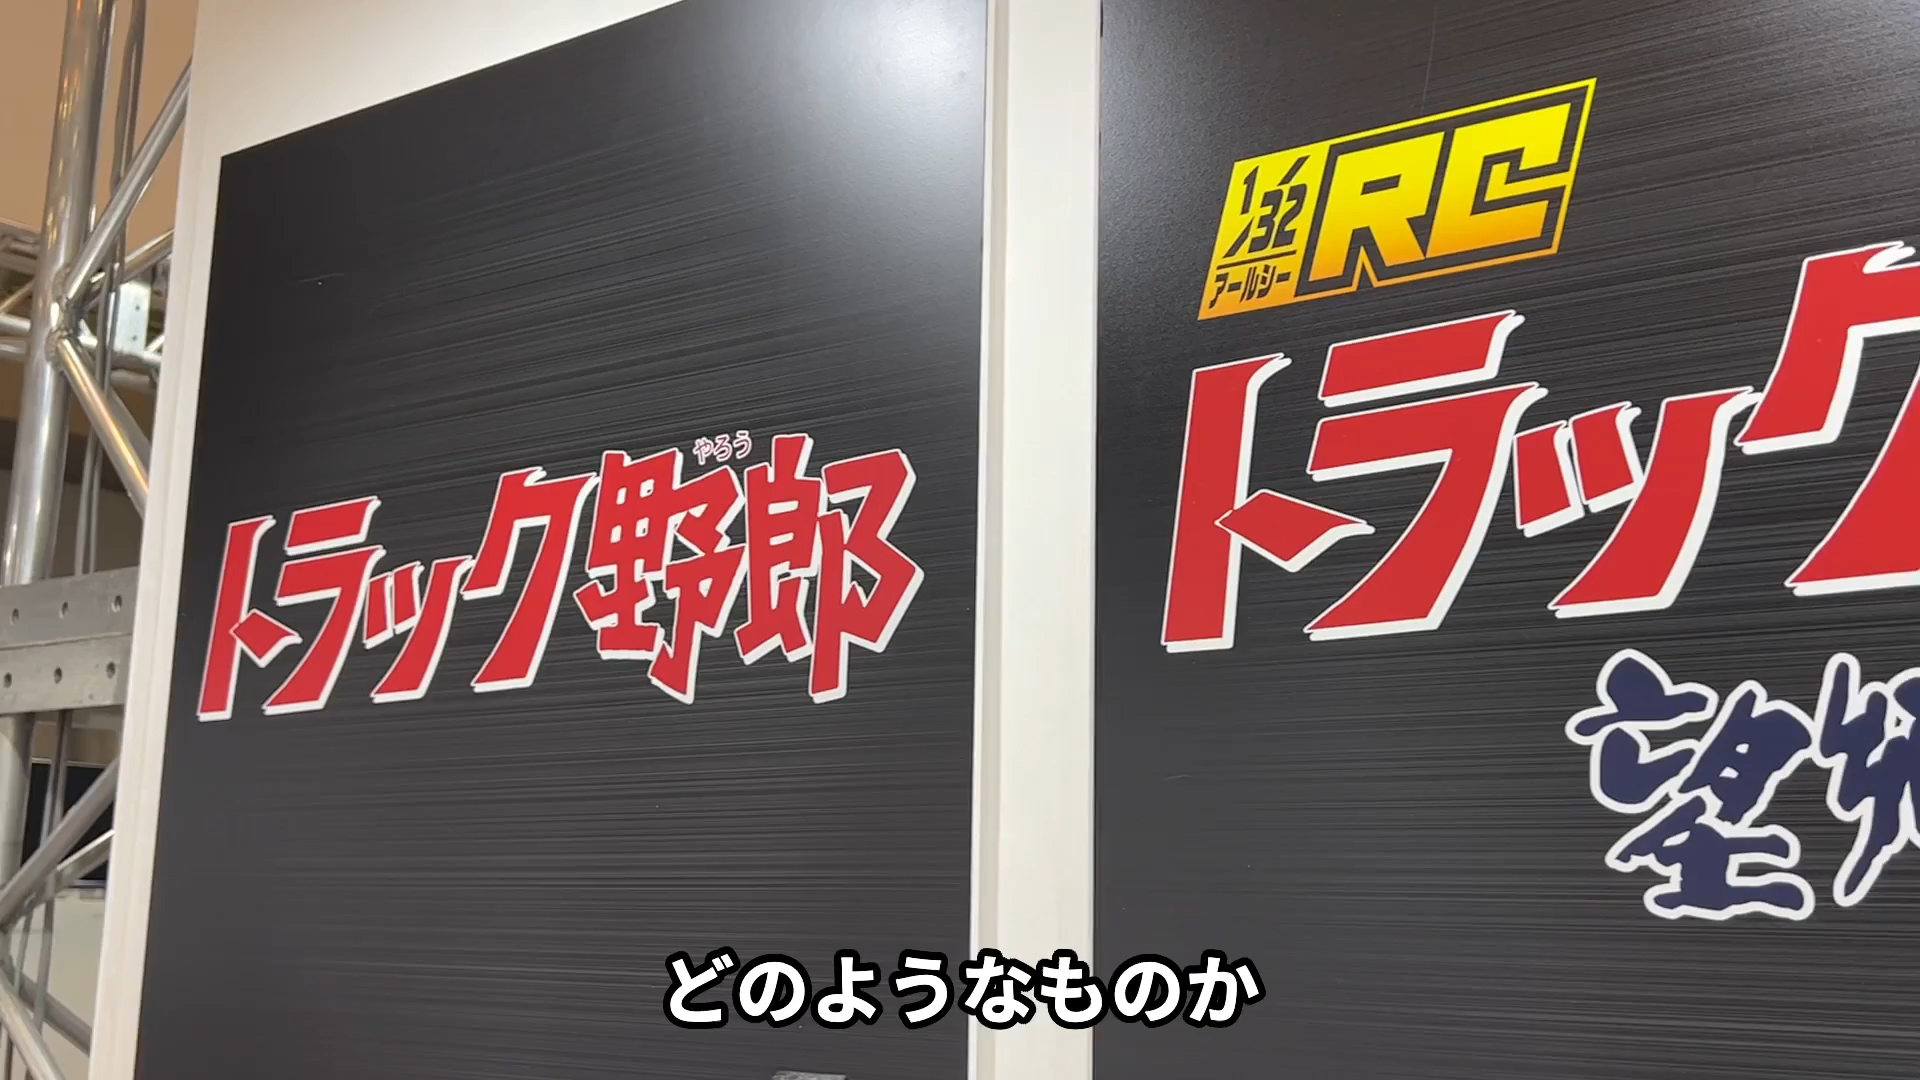 やろう
トラック野郎
1/32
アールシー
RC
トラック
望
どのようなものか